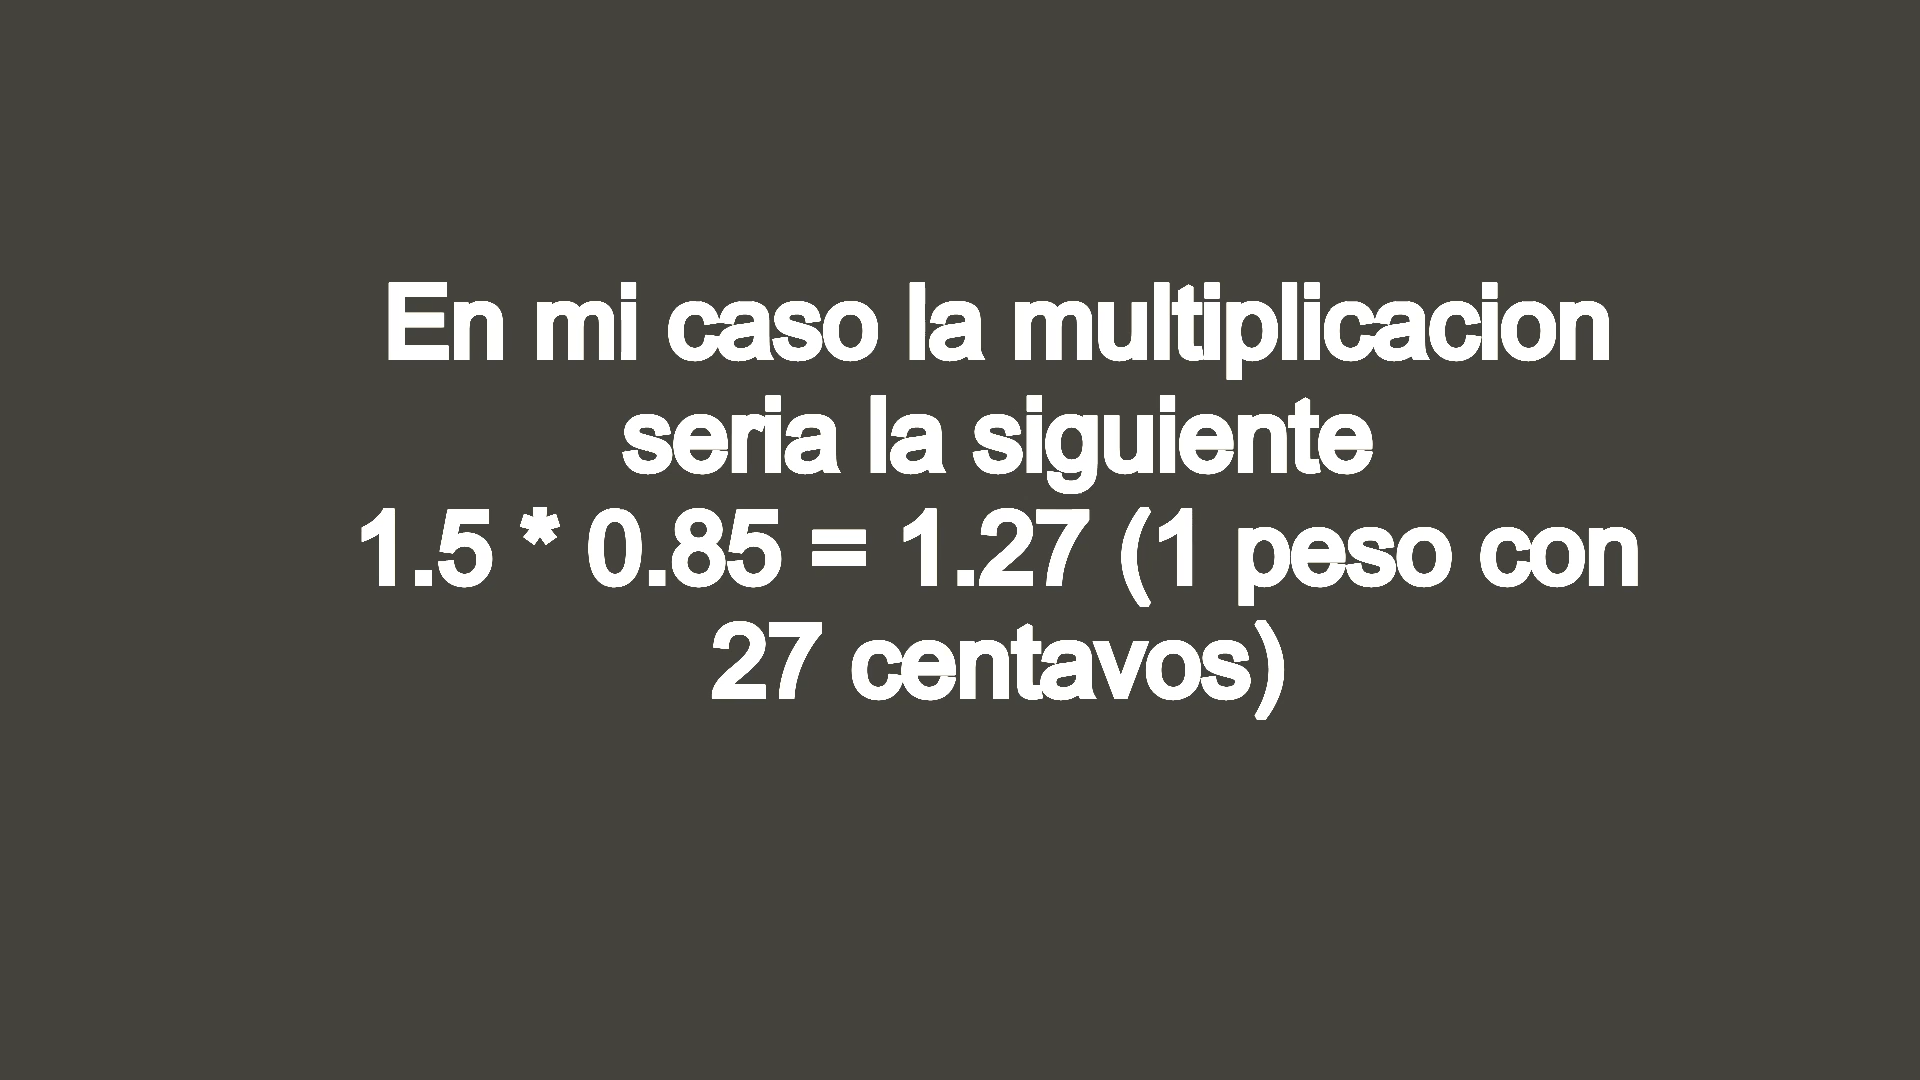 En mi caso la multiplicacion
seria la siguiente
1.5 * 0.85 = 1.27 (1 peso con
27 centavos)